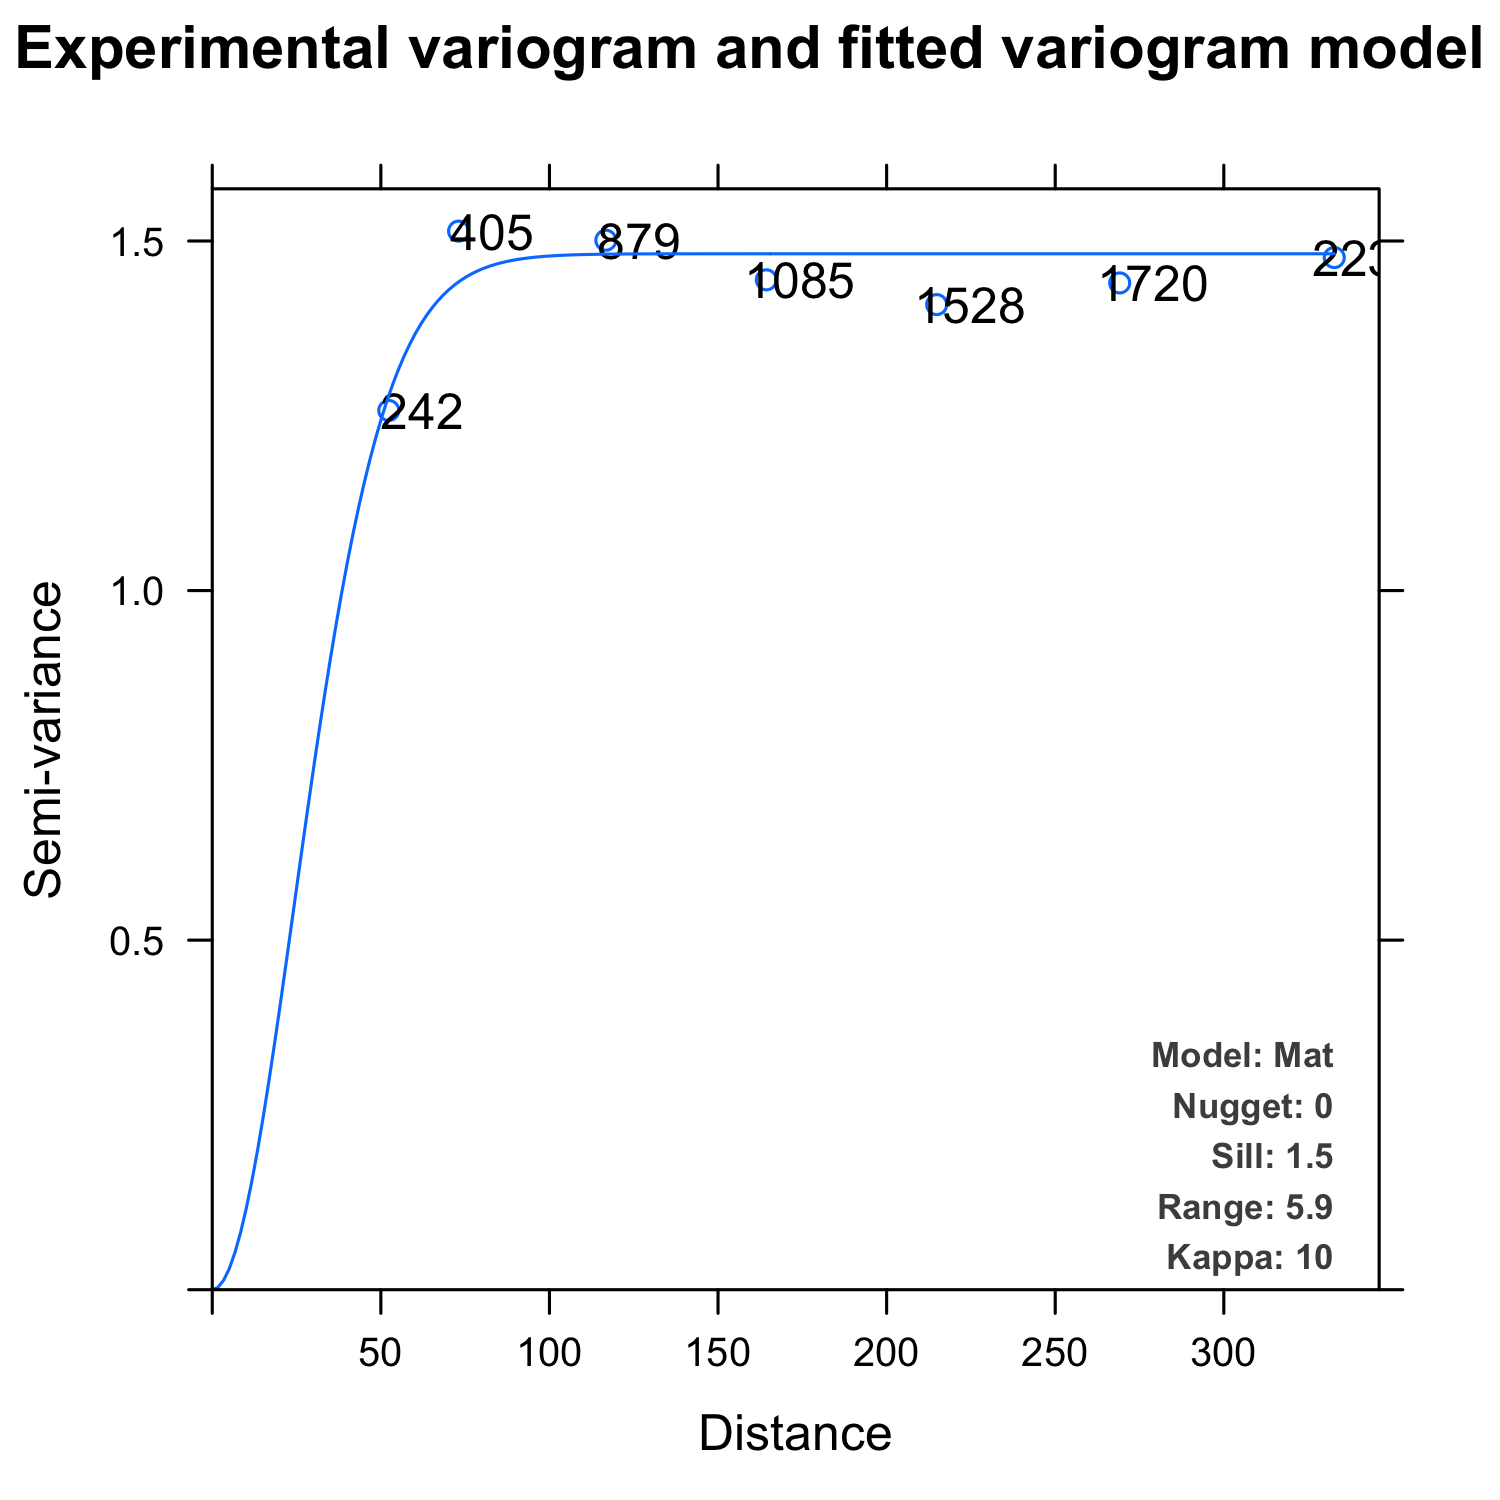 Experimental variogram and fitted variogram model
1.5
1.0
0.5
Semi-variance
405
879
1085
1528
1720
242
Model: Mat
Nugget: 0
Sill: 1.5
Range: 5.9
Kappa: 10
50 100 150 200 250 300
Distance